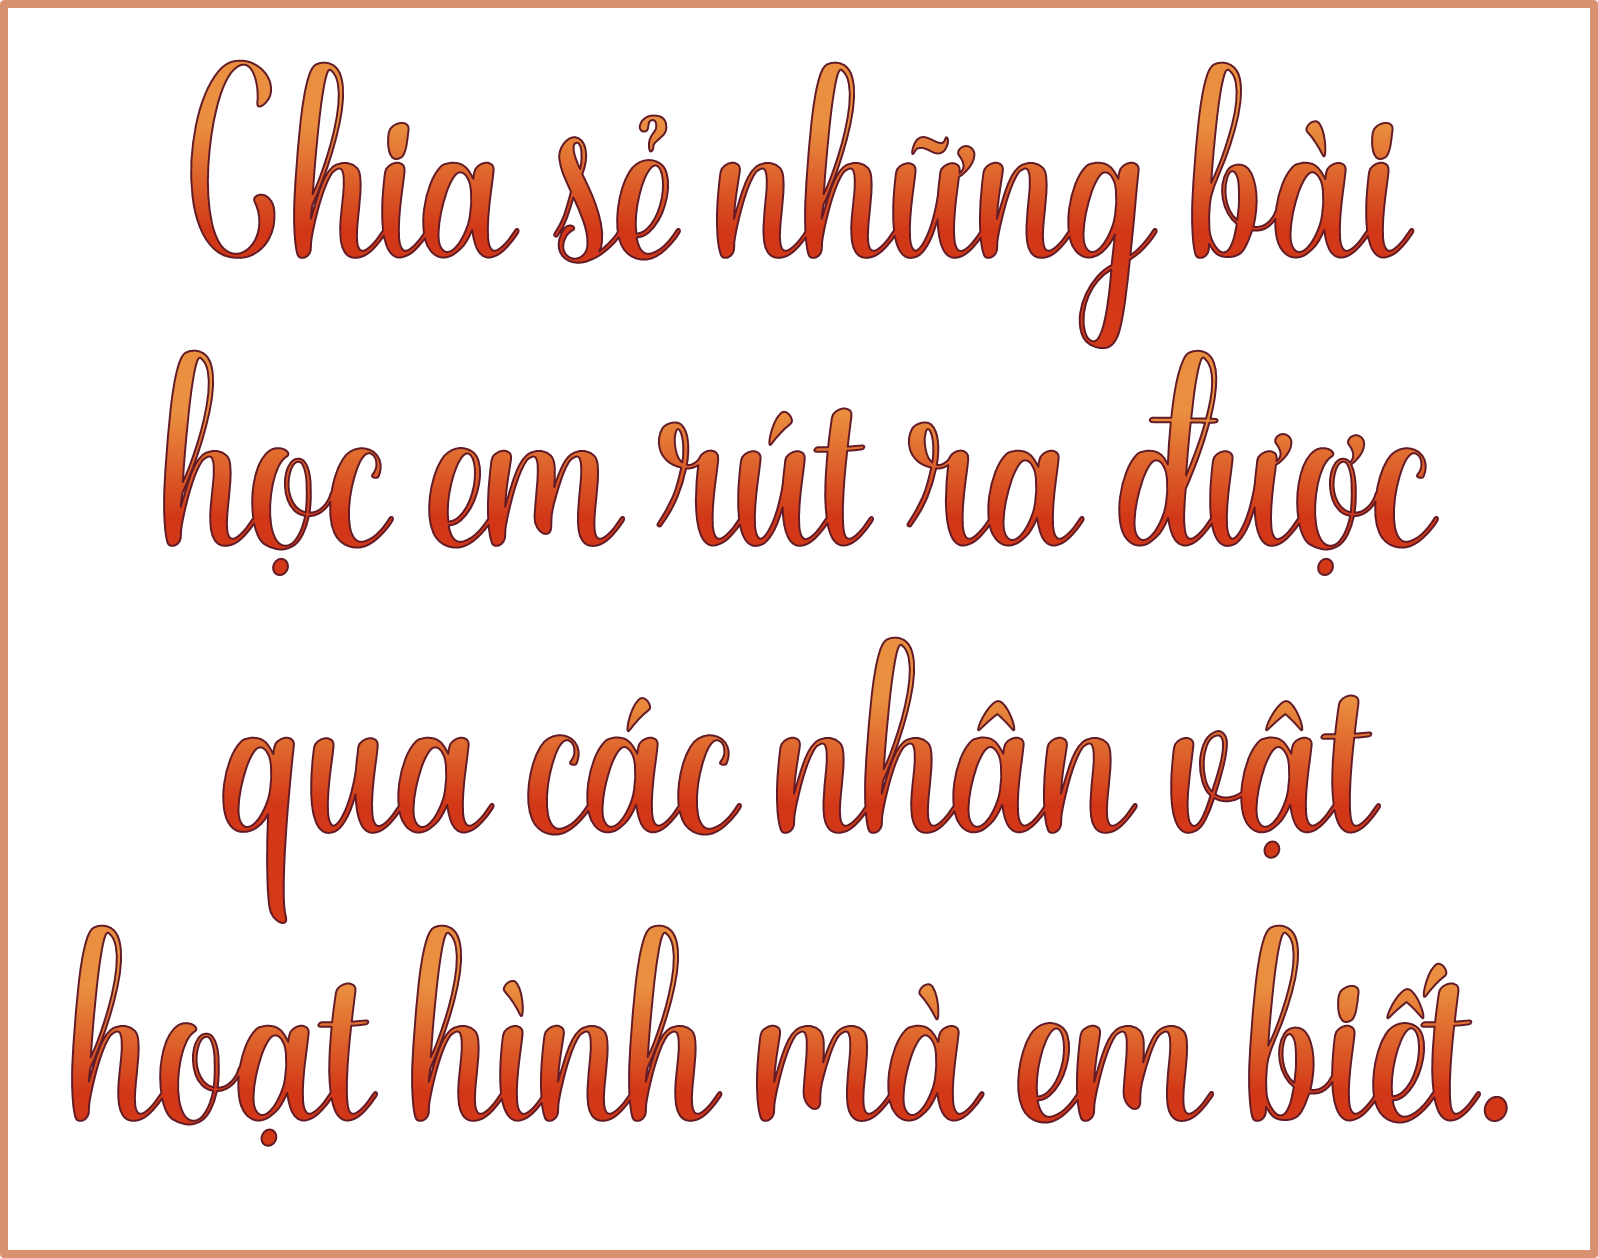 Chia sẻ những bài
học em rút ra được
qua các nhân vật
hoạt hình mà em biết.